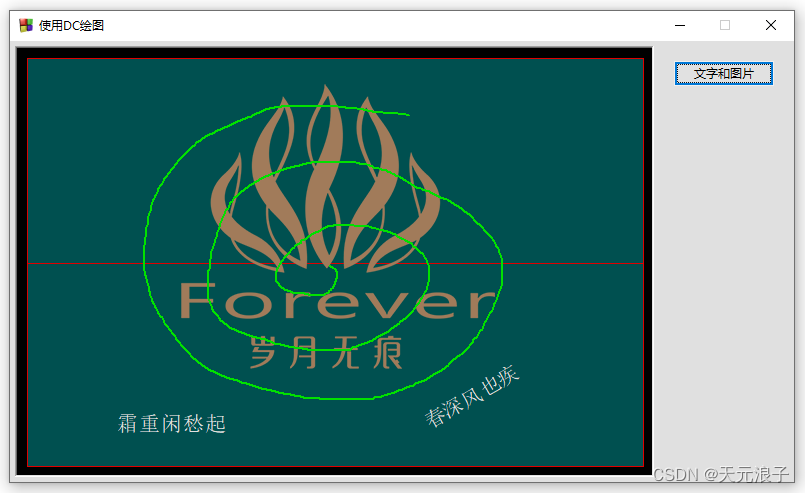 使用DC绘图
文字和图片
Forever
岁月无痕
春深风也疾
霜重闲愁起
CSDN @天元浪子